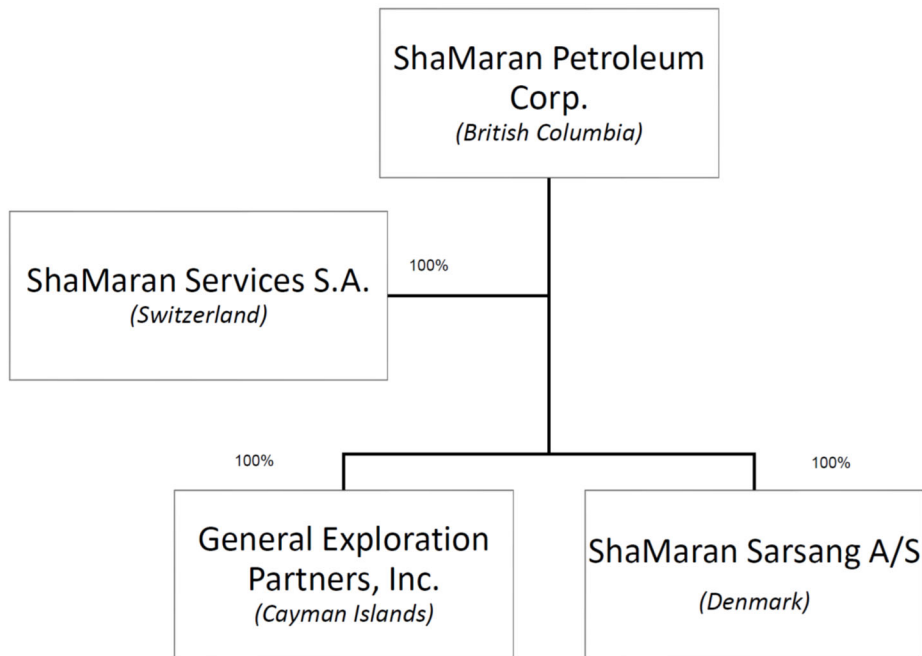 ShaMaran Petroleum
Corp.
(British Columbia)
ShaMaran Services S.A.
(Switzerland)
100%
100%
100%
General Exploration
Partners, Inc.
(Cayman Islands)
ShaMaran Sarsang A/S
(Denmark)